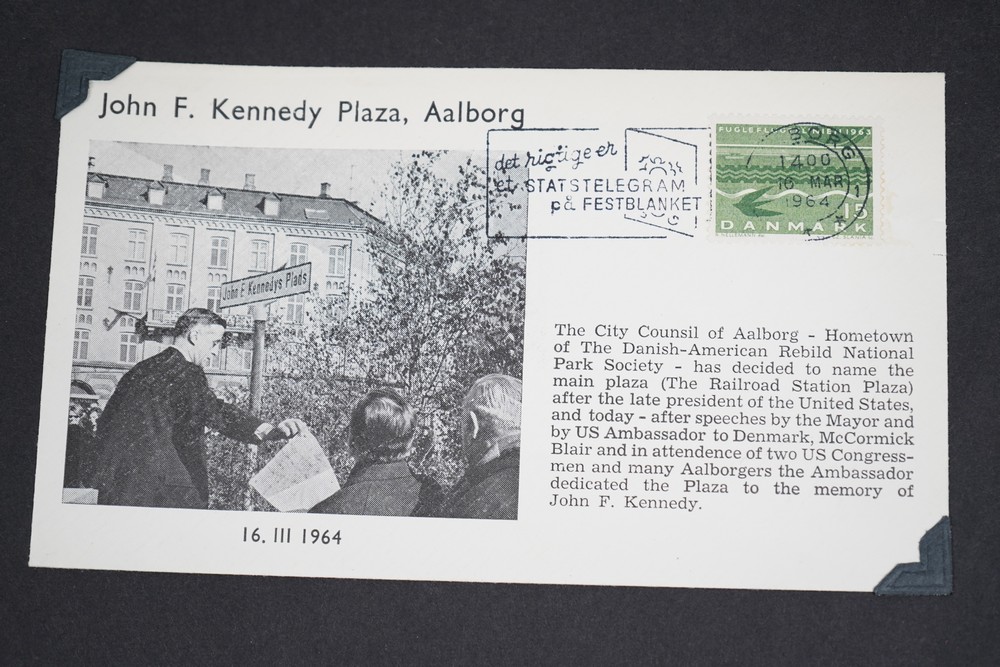 John F. Kennedy Plaza, Aalborg
det rigtige er
et STATSTELEGRAM
på FESTBLANKET
FUGLEFLUGTSLINIEN 1963
1400
16 MAR
1964
15
DANMARK
John F Kennedys Plads
The City Counsil of Aalborg - Hometown
of The Danish-American Rebild National
Park Society - has decided to name the
main plaza (The Railroad Station Plaza)
after the late president of the United States,
and today - after speeches by the Mayor and
by US Ambassador to Denmark, McCormick
Blair and in attendence of two US Congress-
men and many Aalborgers the Ambassador
dedicated the Plaza to the memory of
John F. Kennedy.
16. III 1964